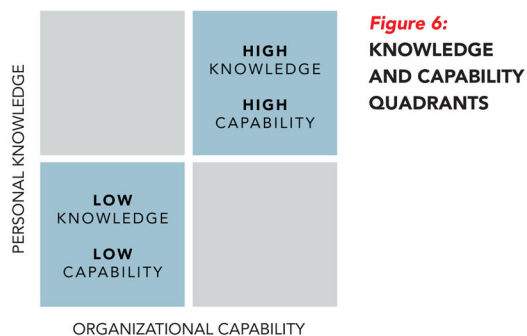 Figure 6:
KNOWLEDGE
AND CAPABILITY
QUADRANTS
PERSONAL KNOWLEDGE
HIGH
KNOWLEDGE
HIGH
CAPABILITY
LOW
KNOWLEDGE
LOW
CAPABILITY
ORGANIZATIONAL CAPABILITY